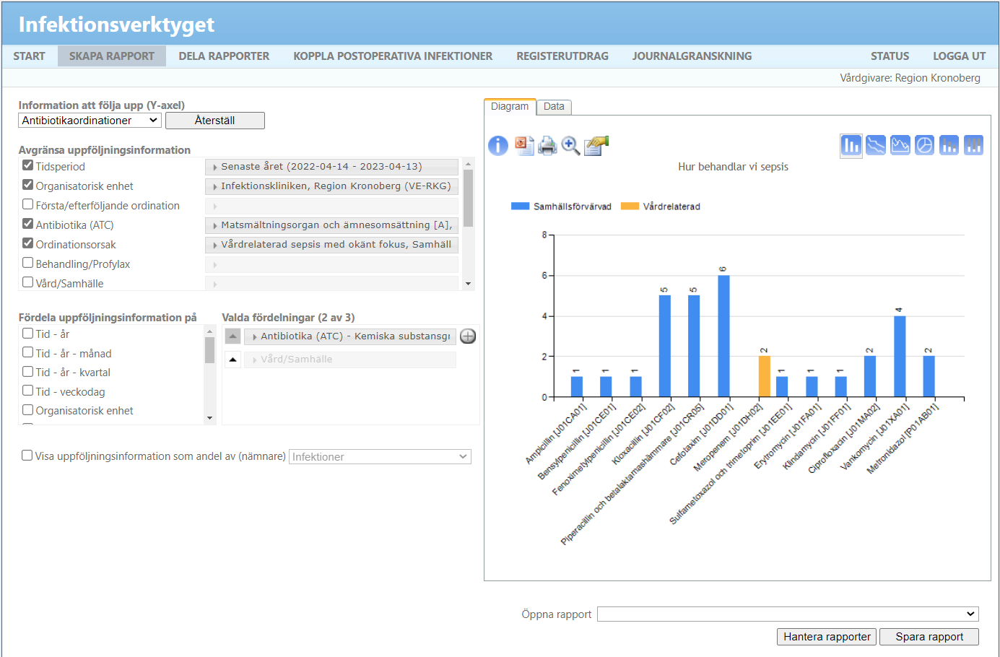 Infektionsverktyget
START SKAPA RAPPORT DELA RAPPORTER KOPPLA POSTOPERATIVA INFEKTIONER REGISTERUTDRAG JOURNALGRANSKNING STATUS LOGGA UT
Vårdgivare: Region Kronoberg
Information att följa upp (Y-axel)
Antibiotikaordinationer Återställ
Avgränsa uppföljningsinformation
Tidsperiod Senaste året (2022-04-14 - 2023-04-13)
Organisatorisk enhet Infektionskliniken, Region Kronoberg (VE-RKG)
Första/efterföljande ordination
Antibiotika (ATC) Matsmältningsorgan och ämnesomsättning [A],
Ordinationsorsak Vårdrelaterad sepsis med okänt fokus, Samhäll
Behandling/Profylax
Vård/Samhälle
Fördela uppföljningsinformation på
Tid - år
Tid - år - månad
Tid - år - kvartal
Tid - veckodag
Organisatorisk enhet
Valda fördelningar (2 av 3)
Antibiotika (ATC) - Kemiska substansgr
Vård/Samhälle
Visa uppföljningsinformation som andel av (nämnare) Infektioner
Diagram Data
Hur behandlar vi sepsis
Samhällsförvärvad Vårdrelaterad
8
6
4
2
0
1 1 1 5 5 6 2 1 1 1 2 4 2
Ampicillin [J01CA01]
Bensylpenicillin [J01CE01]
Fenoximetylpenicillin [J01CE02]
Kloxacillin [J01CF02]
Piperacillin och betalaktamashämmare [J01CR05]
Cefotaxim [J01DD01]
Meropenem [J01DH02]
Sulfametoxazol och trimetoprim [J01EE01]
Erytromycin [J01FA01]
Klindamycin [J01FF01]
Ciprofloxacin [J01MA02]
Vankomycin [J01XA01]
Metronidazol [P01AB01]
Öppna rapport
Hantera rapporter Spara rapport